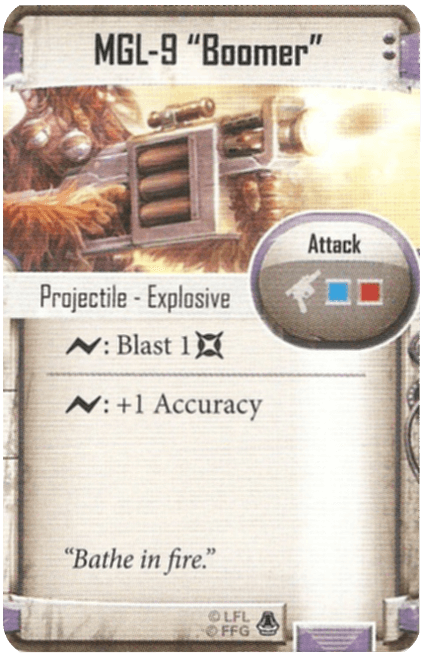 MGL-9 “Boomer”
Attack
Projectile - Explosive
: Blast 1
: +1 Accuracy
“Bathe in fire.”
© LFL
© FFG